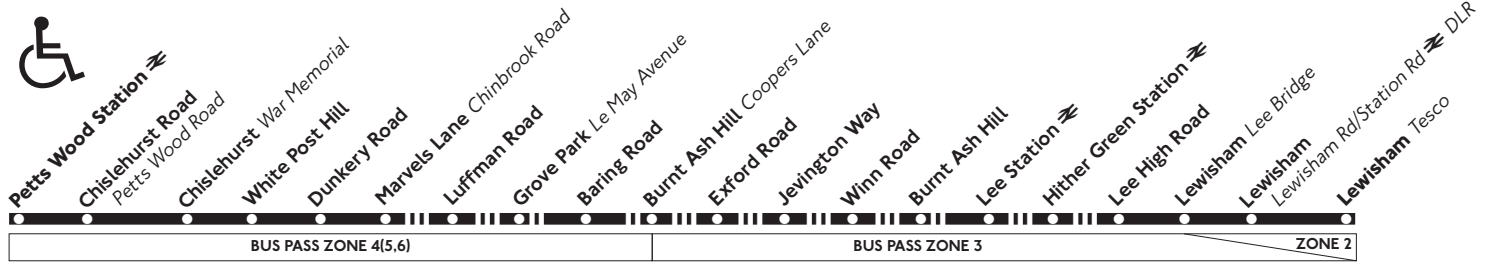 Petts Wood Station
Chislehurst Road
Petts Wood Road
Chislehurst War Memorial
White Post Hill
Dunkery Road
Marvels Lane Chinbrook Road
Luffman Road
Grove Park Le May Avenue
Baring Road
Burnt Ash Hill Coopers Lane
Exford Road
Jevington Way
Winn Road
Burnt Ash Hill
Lee Station
Hither Green Station
Lee High Road
Lewisham Lee Bridge
Lewisham
Lewisham Rd/Station Rd DLR
Lewisham Tesco
BUS PASS ZONE 4(5,6)
BUS PASS ZONE 3
ZONE 2